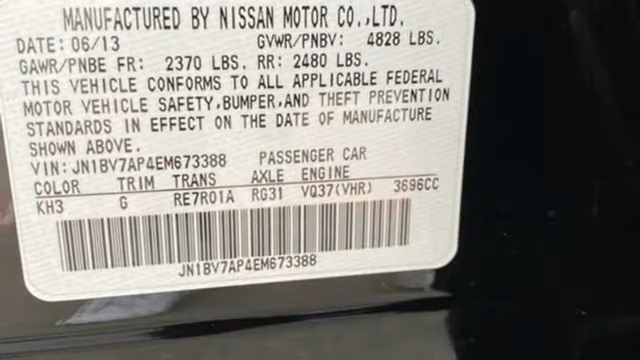 MANUFACTURED BY NISSAN MOTOR CO.,LTD.
DATE: 06/13 GVWR/PNBV: 4828 LBS.
GAWR/PNBE FR: 2370 LBS. RR: 2480 LBS.
THIS VEHICLE CONFORMS TO ALL APPLICABLE FEDERAL
MOTOR VEHICLE SAFETY,BUMPER,AND THEFT PREVENTION
STANDARDS IN EFFECT ON THE DATE OF MANUFACTURE
SHOWN ABOVE.
VIN: JN1BV7AP4EM673388 PASSENGER CAR
COLOR TRIM TRANS AXLE ENGINE
KH3 G RE7R01A RG31 VQ37(VHR) 3696CC
JN1BV7AP4EM673388